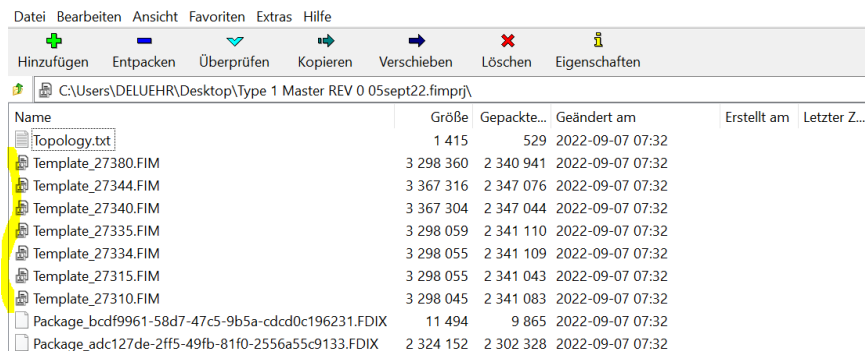 Datei Bearbeiten Ansicht Favoriten Extras Hilfe
Hinzufügen Entpacken Überprüfen Kopieren Verschieben Löschen Eigenschaften
C:\Users\DELUEHR\Desktop\Type 1 Master REV 0 05sept22.fimprj\
Name Größe Gepackte... Geändert am Erstellt am Letzter Z...
Topology.txt 1 415 529 2022-09-07 07:32
Template_27380.FIM 3 298 360 2 340 941 2022-09-07 07:32
Template_27344.FIM 3 367 316 2 347 076 2022-09-07 07:32
Template_27340.FIM 3 367 304 2 347 044 2022-09-07 07:32
Template_27335.FIM 3 298 059 2 341 110 2022-09-07 07:32
Template_27334.FIM 3 298 055 2 341 109 2022-09-07 07:32
Template_27315.FIM 3 298 055 2 341 043 2022-09-07 07:32
Template_27310.FIM 3 298 045 2 341 083 2022-09-07 07:32
Package_bcdf9961-58d7-47c5-9b5a-cdcd0c196231.FDIX 11 494 9 865 2022-09-07 07:32
Package_adc127de-2ff5-49fb-81f0-2556a55c9133.FDIX 2 324 152 2 302 328 2022-09-07 07:32